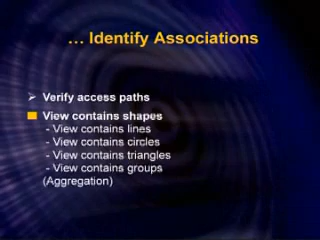 … Identify Associations
➢ Verify access paths
■ View contains shapes
- View contains lines
- View contains circles
- View contains triangles
- View contains groups
(Aggregation)